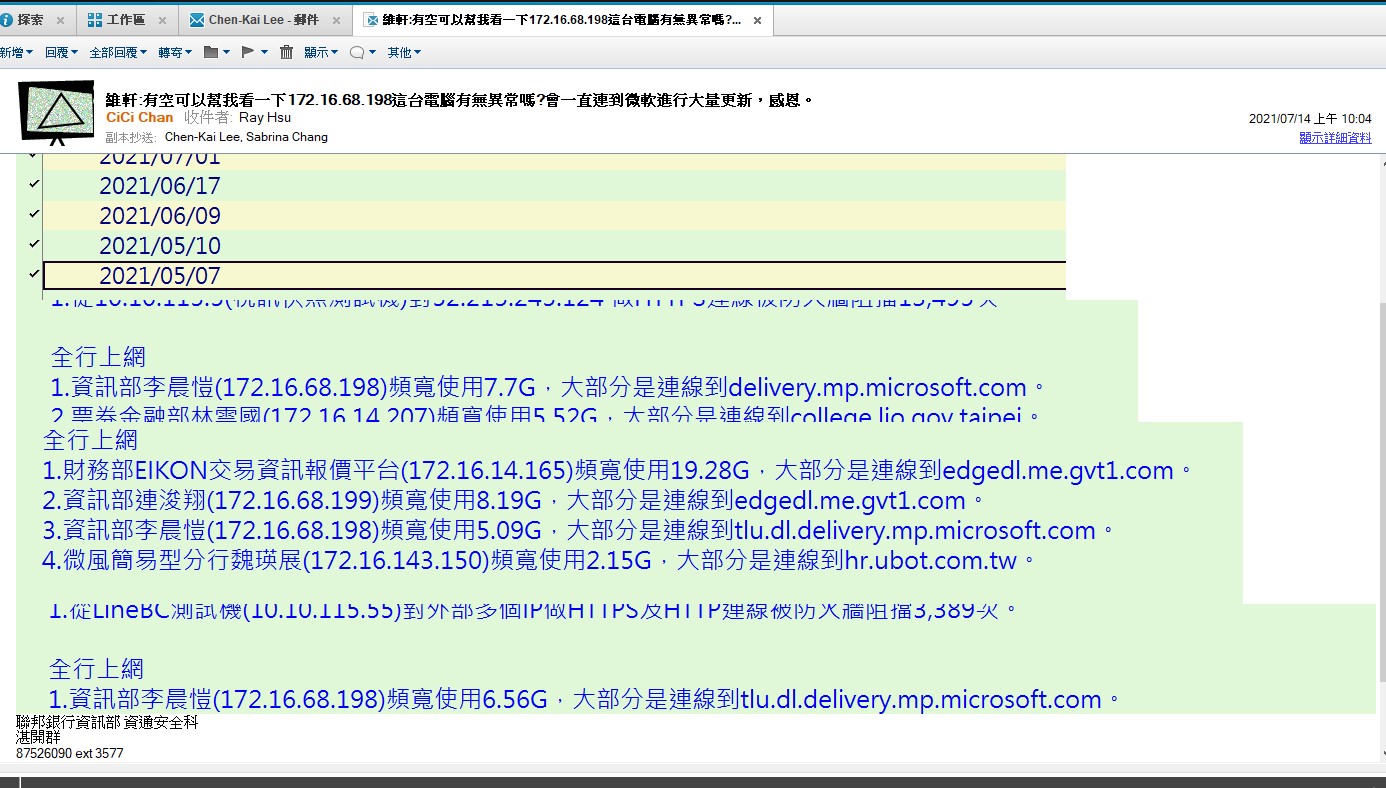 探索
工作區
Chen-Kai Lee - 郵件
維軒:有空可以幫我看一下172.16.68.198這台電腦有無異常嗎?...
新增
回覆
全部回覆
轉寄
顯示
其他
維軒:有空可以幫我看一下172.16.68.198這台電腦有無異常嗎?會一直連到微軟進行大量更新，感恩。
CiCi Chan 收件者: Ray Hsu
2021/07/14 上午 10:04
副本抄送: Chen-Kai Lee, Sabrina Chang
顯示詳細資料
2021/07/01
2021/06/17
2021/06/09
2021/05/10
2021/05/07
做HTTPS連線被防火牆阻擋15,495次
全行上網
1.資訊部李晨愷(172.16.68.198)頻寬使用7.7G，大部分是連線到delivery.mp.microsoft.com。
2.票券金融部林雲國(172.16.14.207)頻寬使用5.52G，大部分是連線到college.lio.gov.taipei。
全行上網
1.財務部EIKON交易資訊報價平台(172.16.14.165)頻寬使用19.28G，大部分是連線到edgedl.me.gvt1.com。
2.資訊部連浚翔(172.16.68.199)頻寬使用8.19G，大部分是連線到edgedl.me.gvt1.com。
3.資訊部李晨愷(172.16.68.198)頻寬使用5.09G，大部分是連線到tlu.dl.delivery.mp.microsoft.com。
4.微風簡易型分行魏瑛展(172.16.143.150)頻寬使用2.15G，大部分是連線到hr.ubot.com.tw。
1.從LineBC測試機(10.10.115.55)對外部多個IP做HTTPS及HTTP連線被防火牆阻擋3,389次。
全行上網
1.資訊部李晨愷(172.16.68.198)頻寬使用6.56G，大部分是連線到tlu.dl.delivery.mp.microsoft.com。
聯邦銀行資訊部 資通安全科
湛開群
87526090 ext 3577